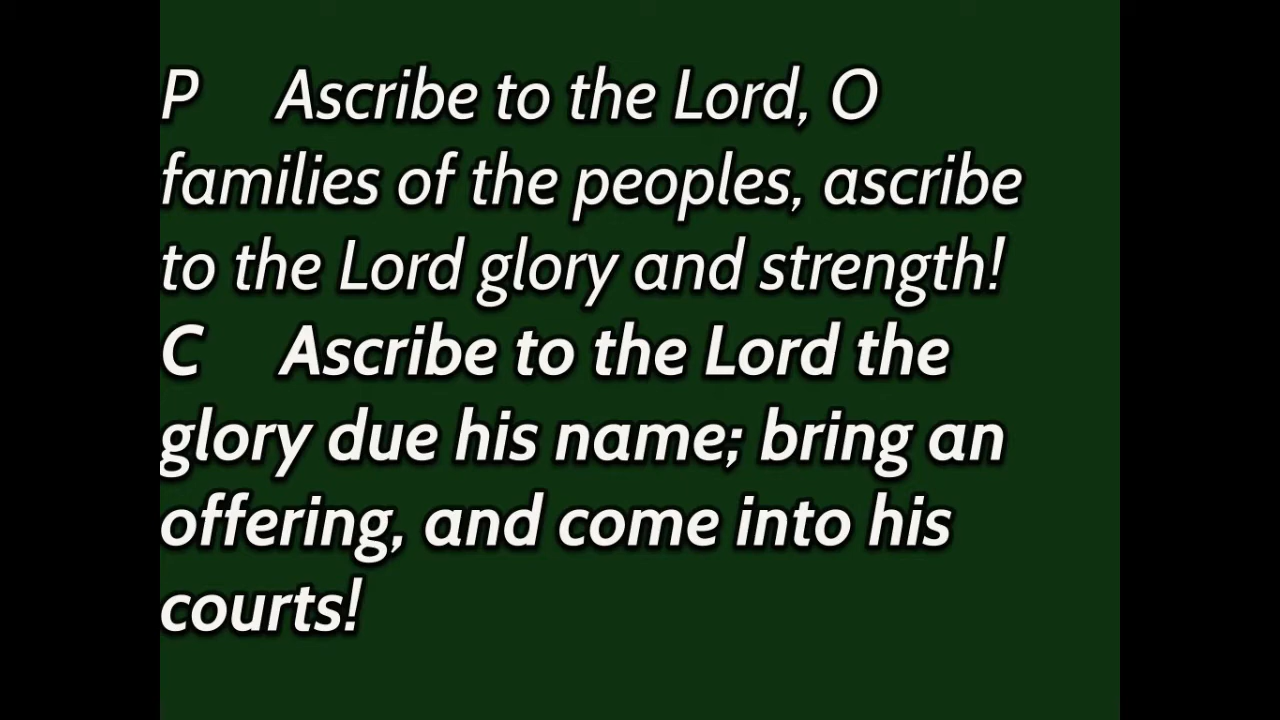 P Ascribe to the Lord, O
families of the peoples, ascribe
to the Lord glory and strength!
C Ascribe to the Lord the
glory due his name; bring an
offering, and come into his
courts!